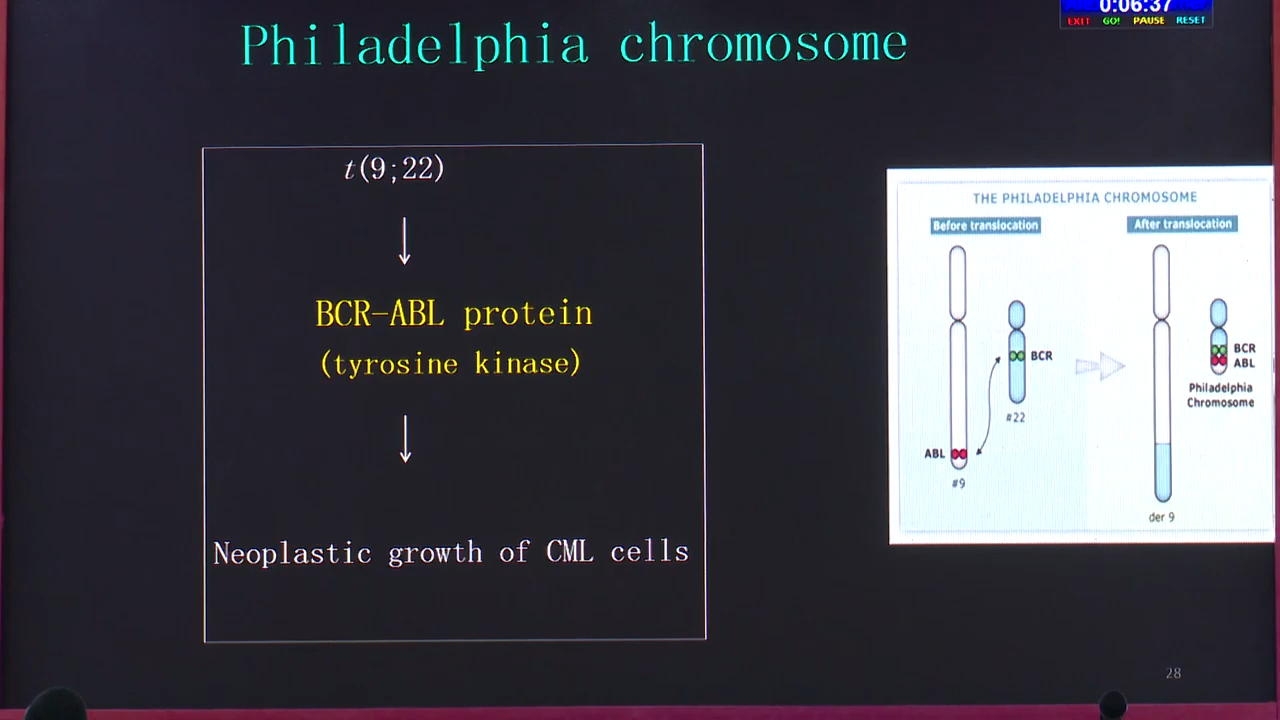 0:06:37
EXIT GO! PAUSE RESET
Philadelphia chromosome
t(9;22)
BCR-ABL protein
(tyrosine kinase)
Neoplastic growth of CML cells
THE PHILADELPHIA CHROMOSOME
Before translocation
After translocation
BCR
#22
ABL
#9
BCR
ABL
Philadelphia
Chromosome
der 9
28